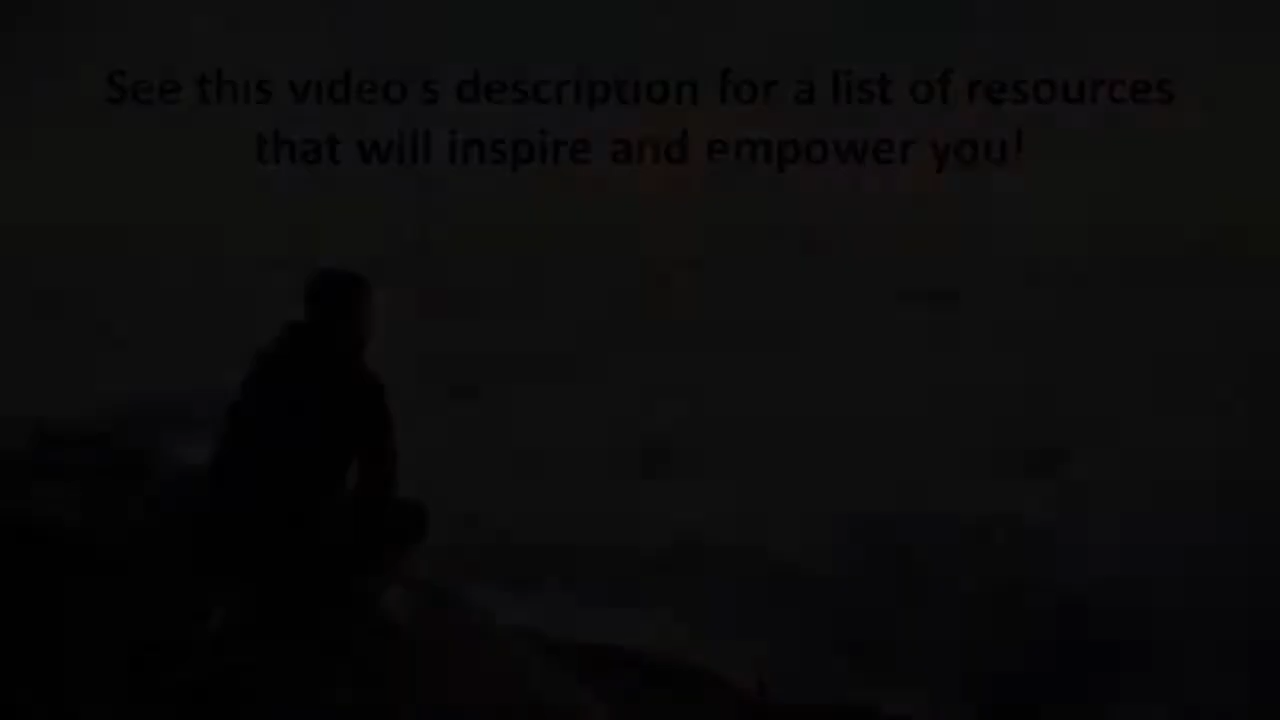 See this video's description for a list of resources
that will inspire and empower you!